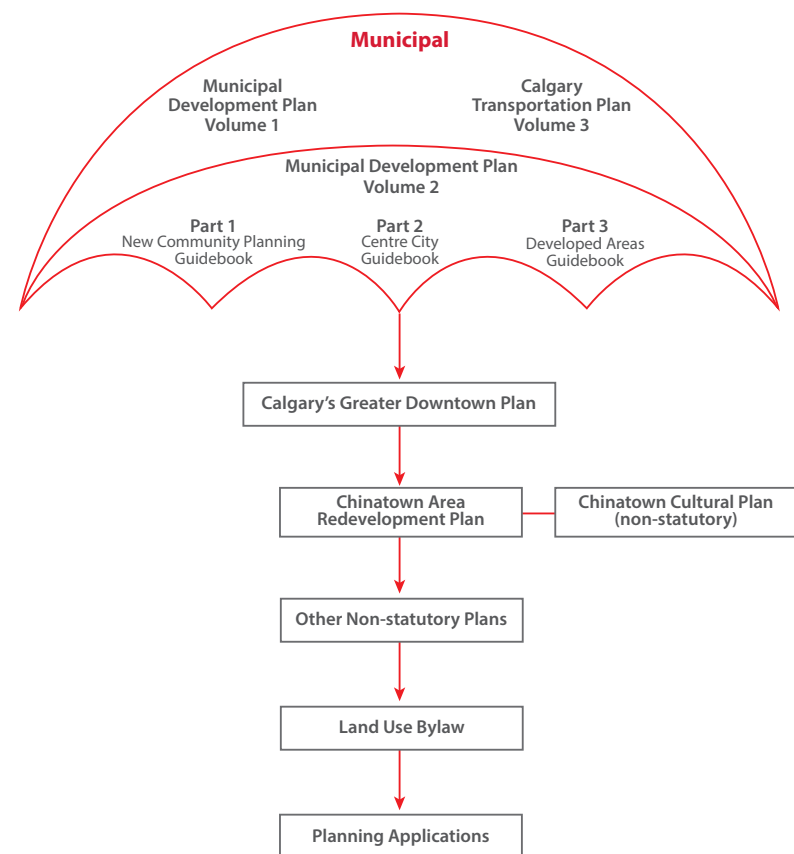 Municipal
Municipal
Development Plan
Volume 1
Calgary
Transportation Plan
Volume 3
Municipal Development Plan
Volume 2
Part 1
New Community Planning
Guidebook
Part 2
Centre City
Guidebook
Part 3
Developed Areas
Guidebook
Calgary’s Greater Downtown Plan
Chinatown Area
Redevelopment Plan
Chinatown Cultural Plan
(non-statutory)
Other Non-statutory Plans
Land Use Bylaw
Planning Applications